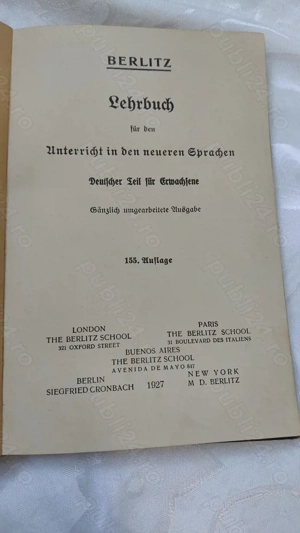 BERLITZ
Lehrbuch
für den
Unterricht in den neueren Sprachen
Deutscher Teil für Erwachsene
Gänzlich umgearbeitete Ausgabe
155. Auflage
LONDON
THE BERLITZ SCHOOL
321 OXFORD STREET
PARIS
THE BERLITZ SCHOOL
31 BOULEVARD DES ITALIENS
BUENOS AIRES
THE BERLITZ SCHOOL
AVENIDA DE MAYO 847
BERLIN
SIEGFRIED CRONBACH
1927
NEW YORK
M. D. BERLITZ